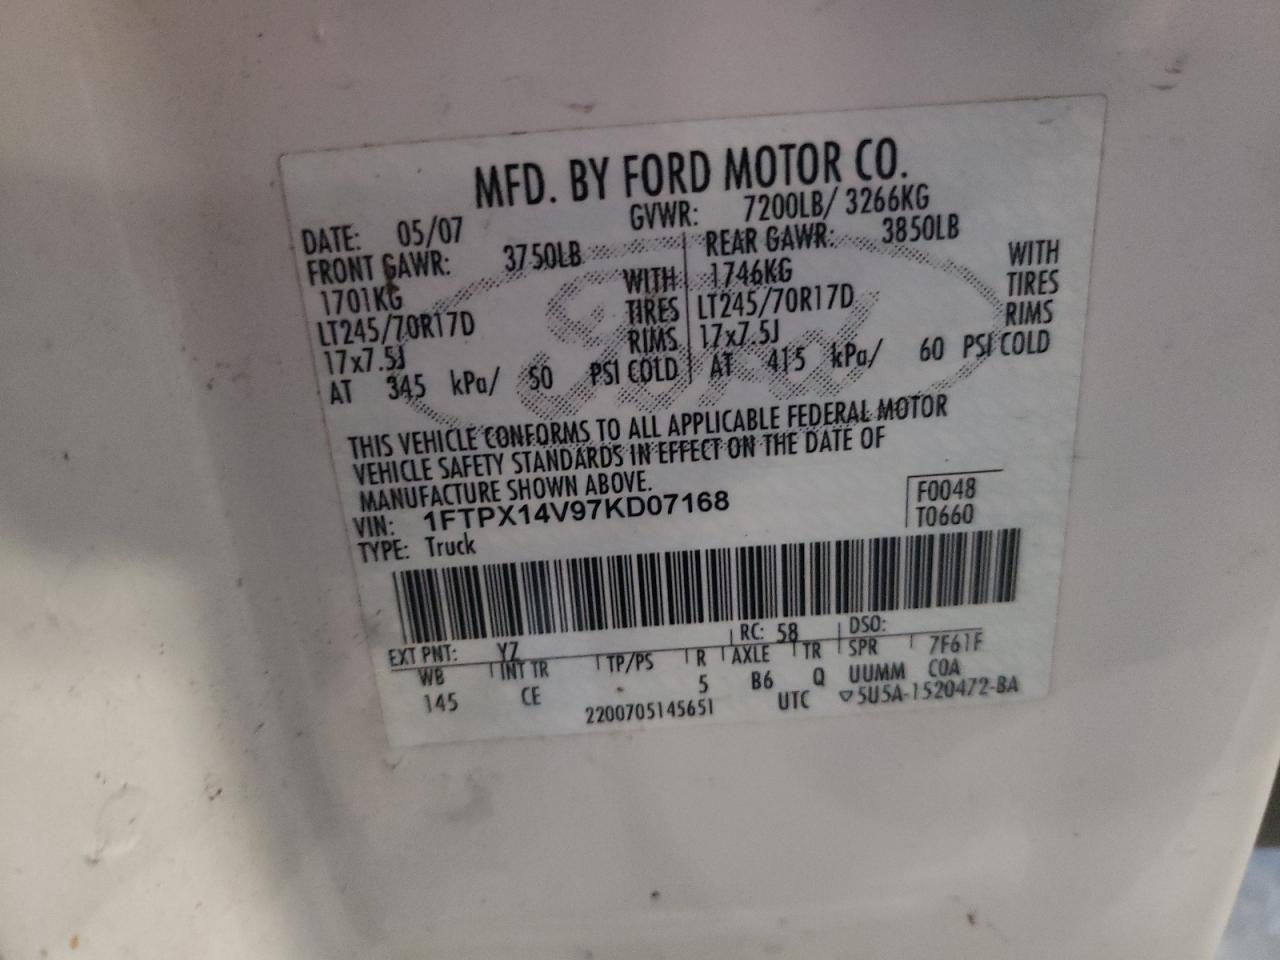 MFD. BY FORD MOTOR CO.
DATE: 05/07 GVWR: 7200LB/ 3266KG
FRONT GAWR: 3750LB REAR GAWR: 3850LB
1701KG WITH 1746KG WITH
LT245/70R17D TIRES LT245/70R17D TIRES
17x7.5J RIMS 17x7.5J RIMS
AT 345 kPa/ 50 PSI COLD AT 415 kPa/ 60 PSI COLD
THIS VEHICLE CONFORMS TO ALL APPLICABLE FEDERAL MOTOR
VEHICLE SAFETY STANDARDS IN EFFECT ON THE DATE OF
MANUFACTURE SHOWN ABOVE.
VIN: 1FTPX14V97KD07168 F0048
TYPE: Truck T0660
EXT PNT: YZ RC: 58 DSO:
WB INT TR TP/PS R AXLE TR SPR 7F61F
145 CE 5 B6 Q UUMM COA
2200705145651 UTC ▽5U5A-1520472-BA
Ford